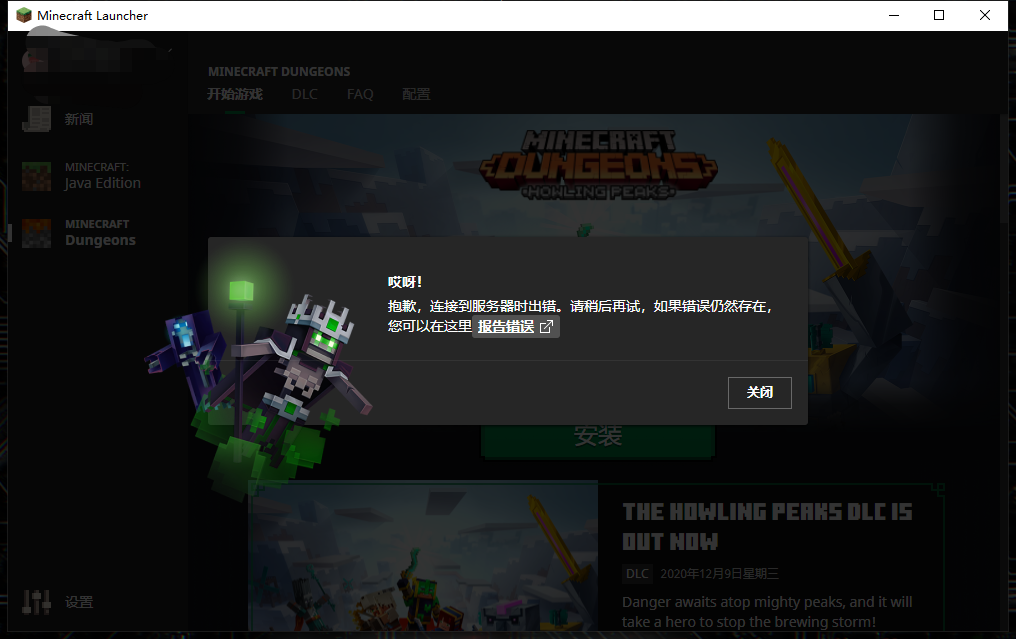 Minecraft Launcher
MINECRAFT DUNGEONS
开始游戏 DLC FAQ 配置
新闻
MINECRAFT:
Java Edition
MINECRAFT
Dungeons
MINECRAFT
DUNGEONS
HOWLING PEAKS
哎呀!
抱歉，连接到服务器时出错。请稍后再试，如果错误仍然存在，
您可以在这里 报告错误
关闭
安装
THE HOWLING PEAKS DLC IS
OUT NOW
DLC 2020年12月9日星期三
Danger awaits atop mighty peaks, and it will
take a hero to stop the brewing storm!
设置